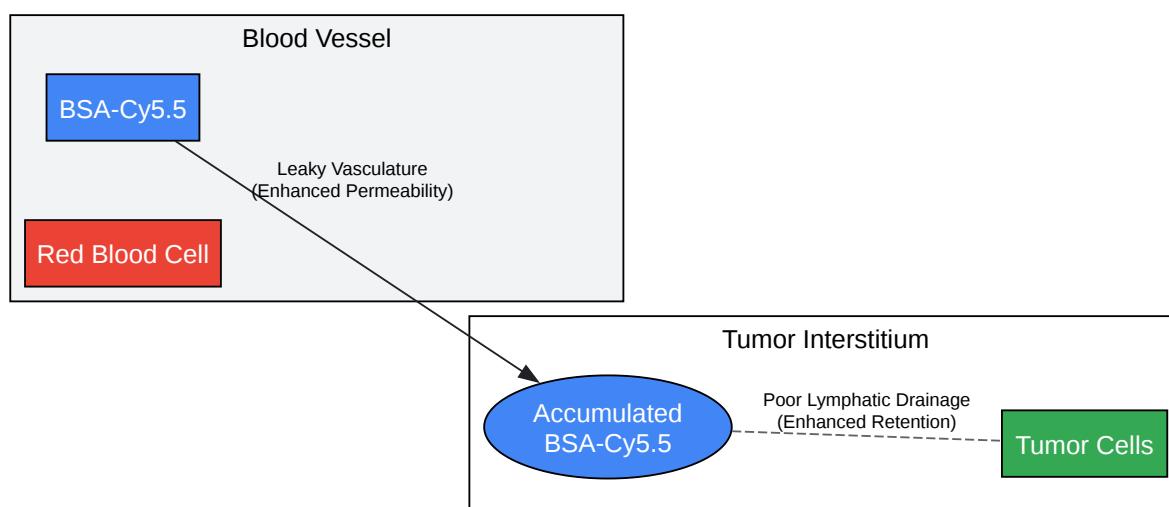 Blood Vessel
BSA-Cy5.5
Leaky Vasculature
(Enhanced Permeability)
Red Blood Cell
Tumor Interstitium
Accumulated
BSA-Cy5.5
Poor Lymphatic Drainage
(Enhanced Retention)
Tumor Cells